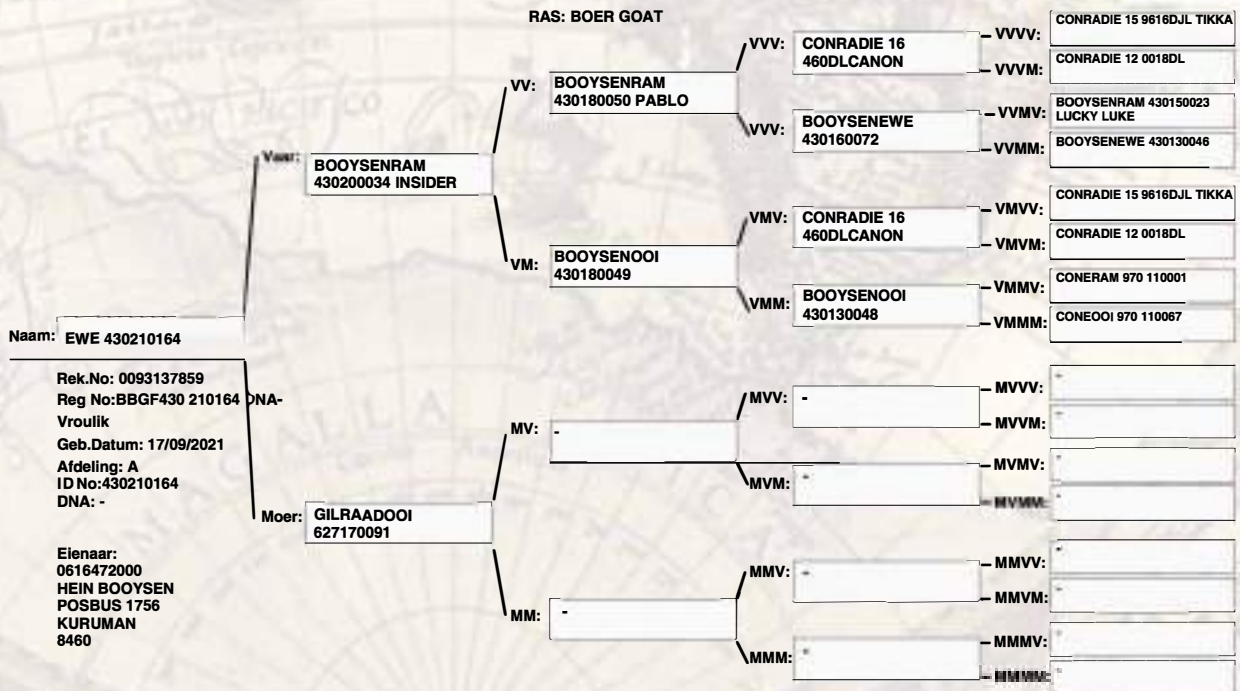 RAS: BOER GOAT
Naam: EWE 430210164
Rek.No: 0093137859
Reg No:BBGF430 210164 DNA-
Vroulik
Geb.Datum: 17/09/2021
Afdeling: A
ID No:430210164
DNA: -
Eienaar:
0616472000
HEIN BOOYSEN
POSBUS 1756
KURUMAN
8460
Vaar: BOOYSENRAM
430200034 INSIDER
Moer: GILRAADOOI
627170091
VV: BOOYSENRAM
430180050 PABLO
VM: BOOYSENOOI
430180049
MV: -
MM: -
VVV: CONRADIE 16
460DLCANON
VVV: BOOYSENEWE
430160072
VMV: CONRADIE 16
460DLCANON
VMM: BOOYSENOOI
430130048
MVV: -
MVM: -
MMV: -
MMM: -
VVVV: CONRADIE 15 9616DJL TIKKA
VVVM: CONRADIE 12 0018DL
VVMV: BOOYSENRAM 430150023
LUCKY LUKE
VVMM: BOOYSENEWE 430130046
VMVV: CONRADIE 15 9616DJL TIKKA
VMVM: CONRADIE 12 0018DL
VMMV: CONERAM 970 110001
VMMM: CONEOOI 970 110067
MVVV: -
MVVM: -
MVMV: -
MVMM: -
MMVV: -
MMVM: -
MMMV: -
MMMM: -